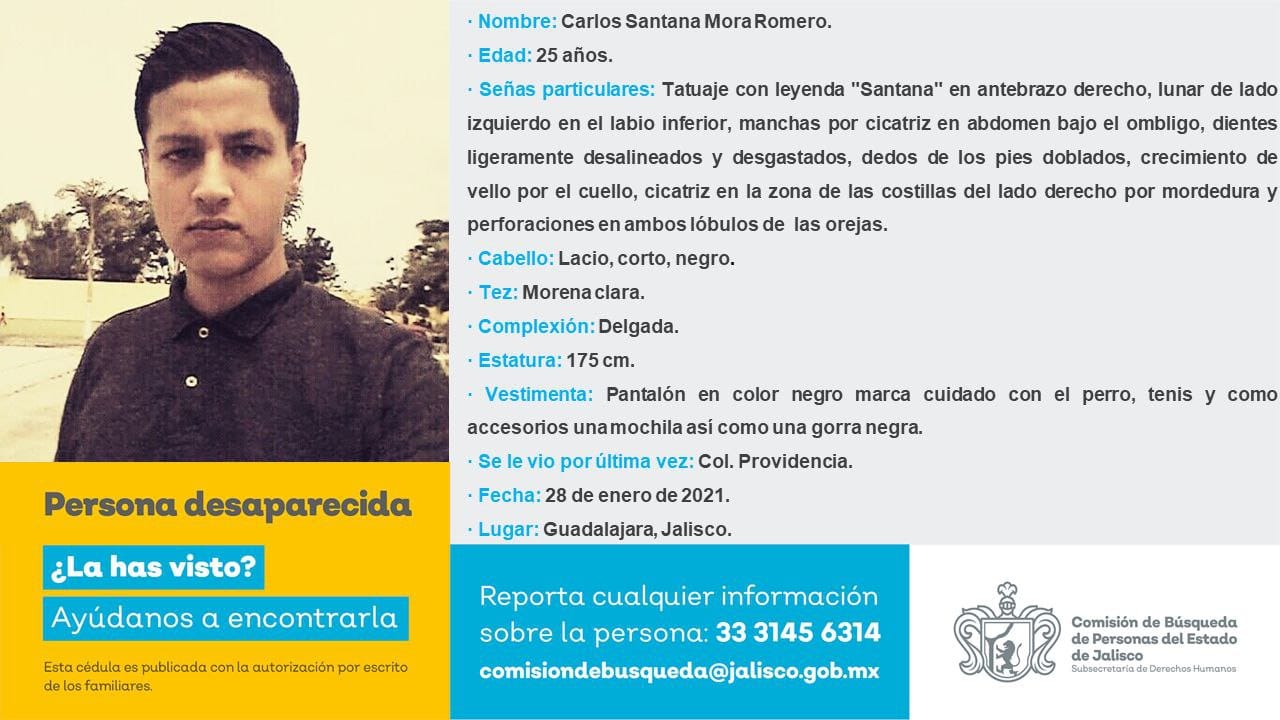 · Nombre: Carlos Santana Mora Romero.
· Edad: 25 años.
· Señas particulares: Tatuaje con leyenda "Santana" en antebrazo derecho, lunar de lado
izquierdo en el labio inferior, manchas por cicatriz en abdomen bajo el ombligo, dientes
ligeramente desalineados y desgastados, dedos de los pies doblados, crecimiento de
vello por el cuello, cicatriz en la zona de las costillas del lado derecho por mordedura y
perforaciones en ambos lóbulos de las orejas.
· Cabello: Lacio, corto, negro.
· Tez: Morena clara.
· Complexión: Delgada.
· Estatura: 175 cm.
· Vestimenta: Pantalón en color negro marca cuidado con el perro, tenis y como
accesorios una mochila así como una gorra negra.
· Se le vio por última vez: Col. Providencia.
· Fecha: 28 de enero de 2021.
· Lugar: Guadalajara, Jalisco.
Persona desaparecida
¿La has visto?
Ayúdanos a encontrarla
Esta cédula es publicada con la autorización por escrito
de los familiares.
Reporta cualquier información
sobre la persona: 33 3145 6314
comisiondebusqueda@jalisco.gob.mx
Comisión de Búsqueda
de Personas del Estado
de Jalisco
Subsecretaría de Derechos Humanos